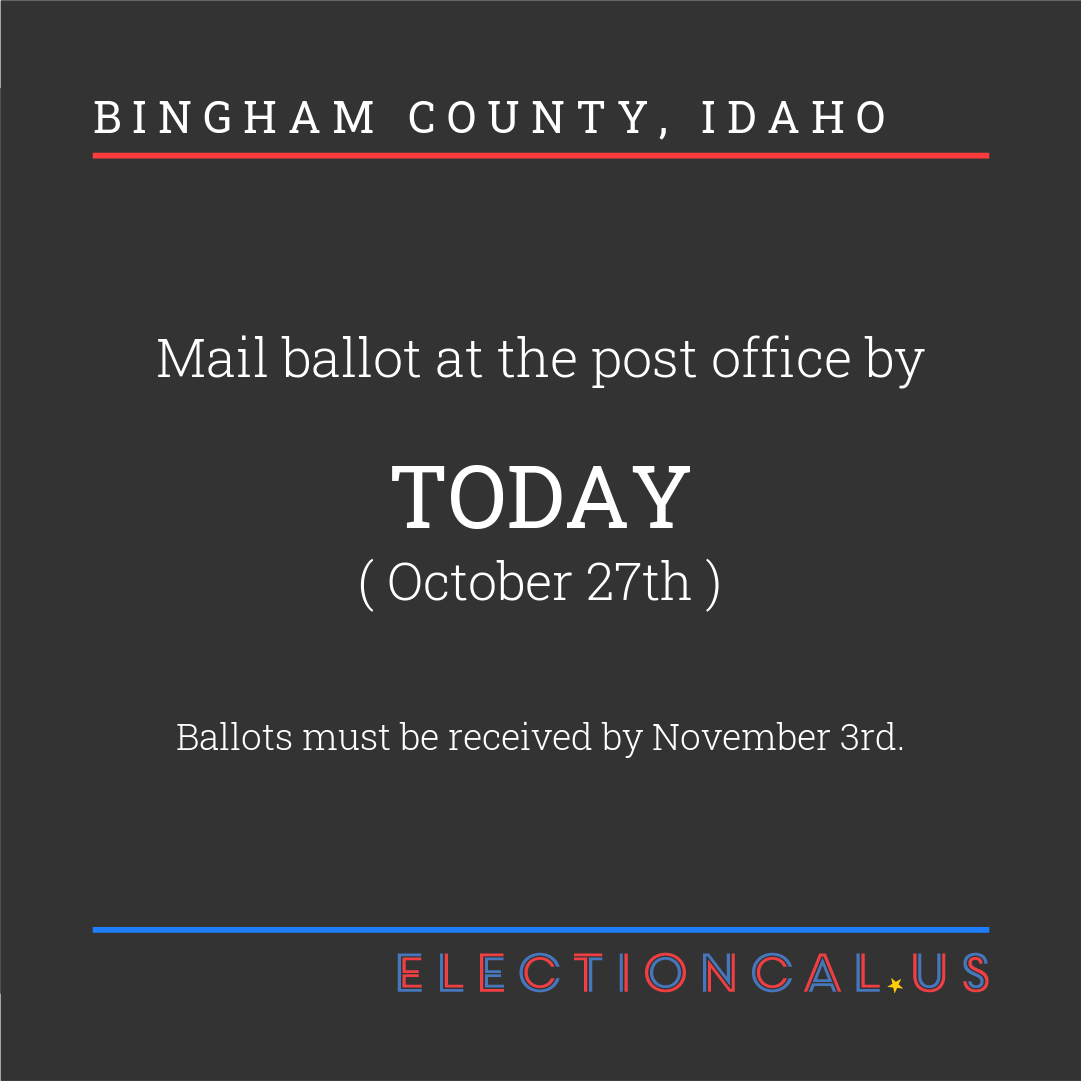 BINGHAM COUNTY, IDAHO
Mail ballot at the post office by
TODAY
( October 27th )
Ballots must be received by November 3rd.
ELECTIONCAL.US